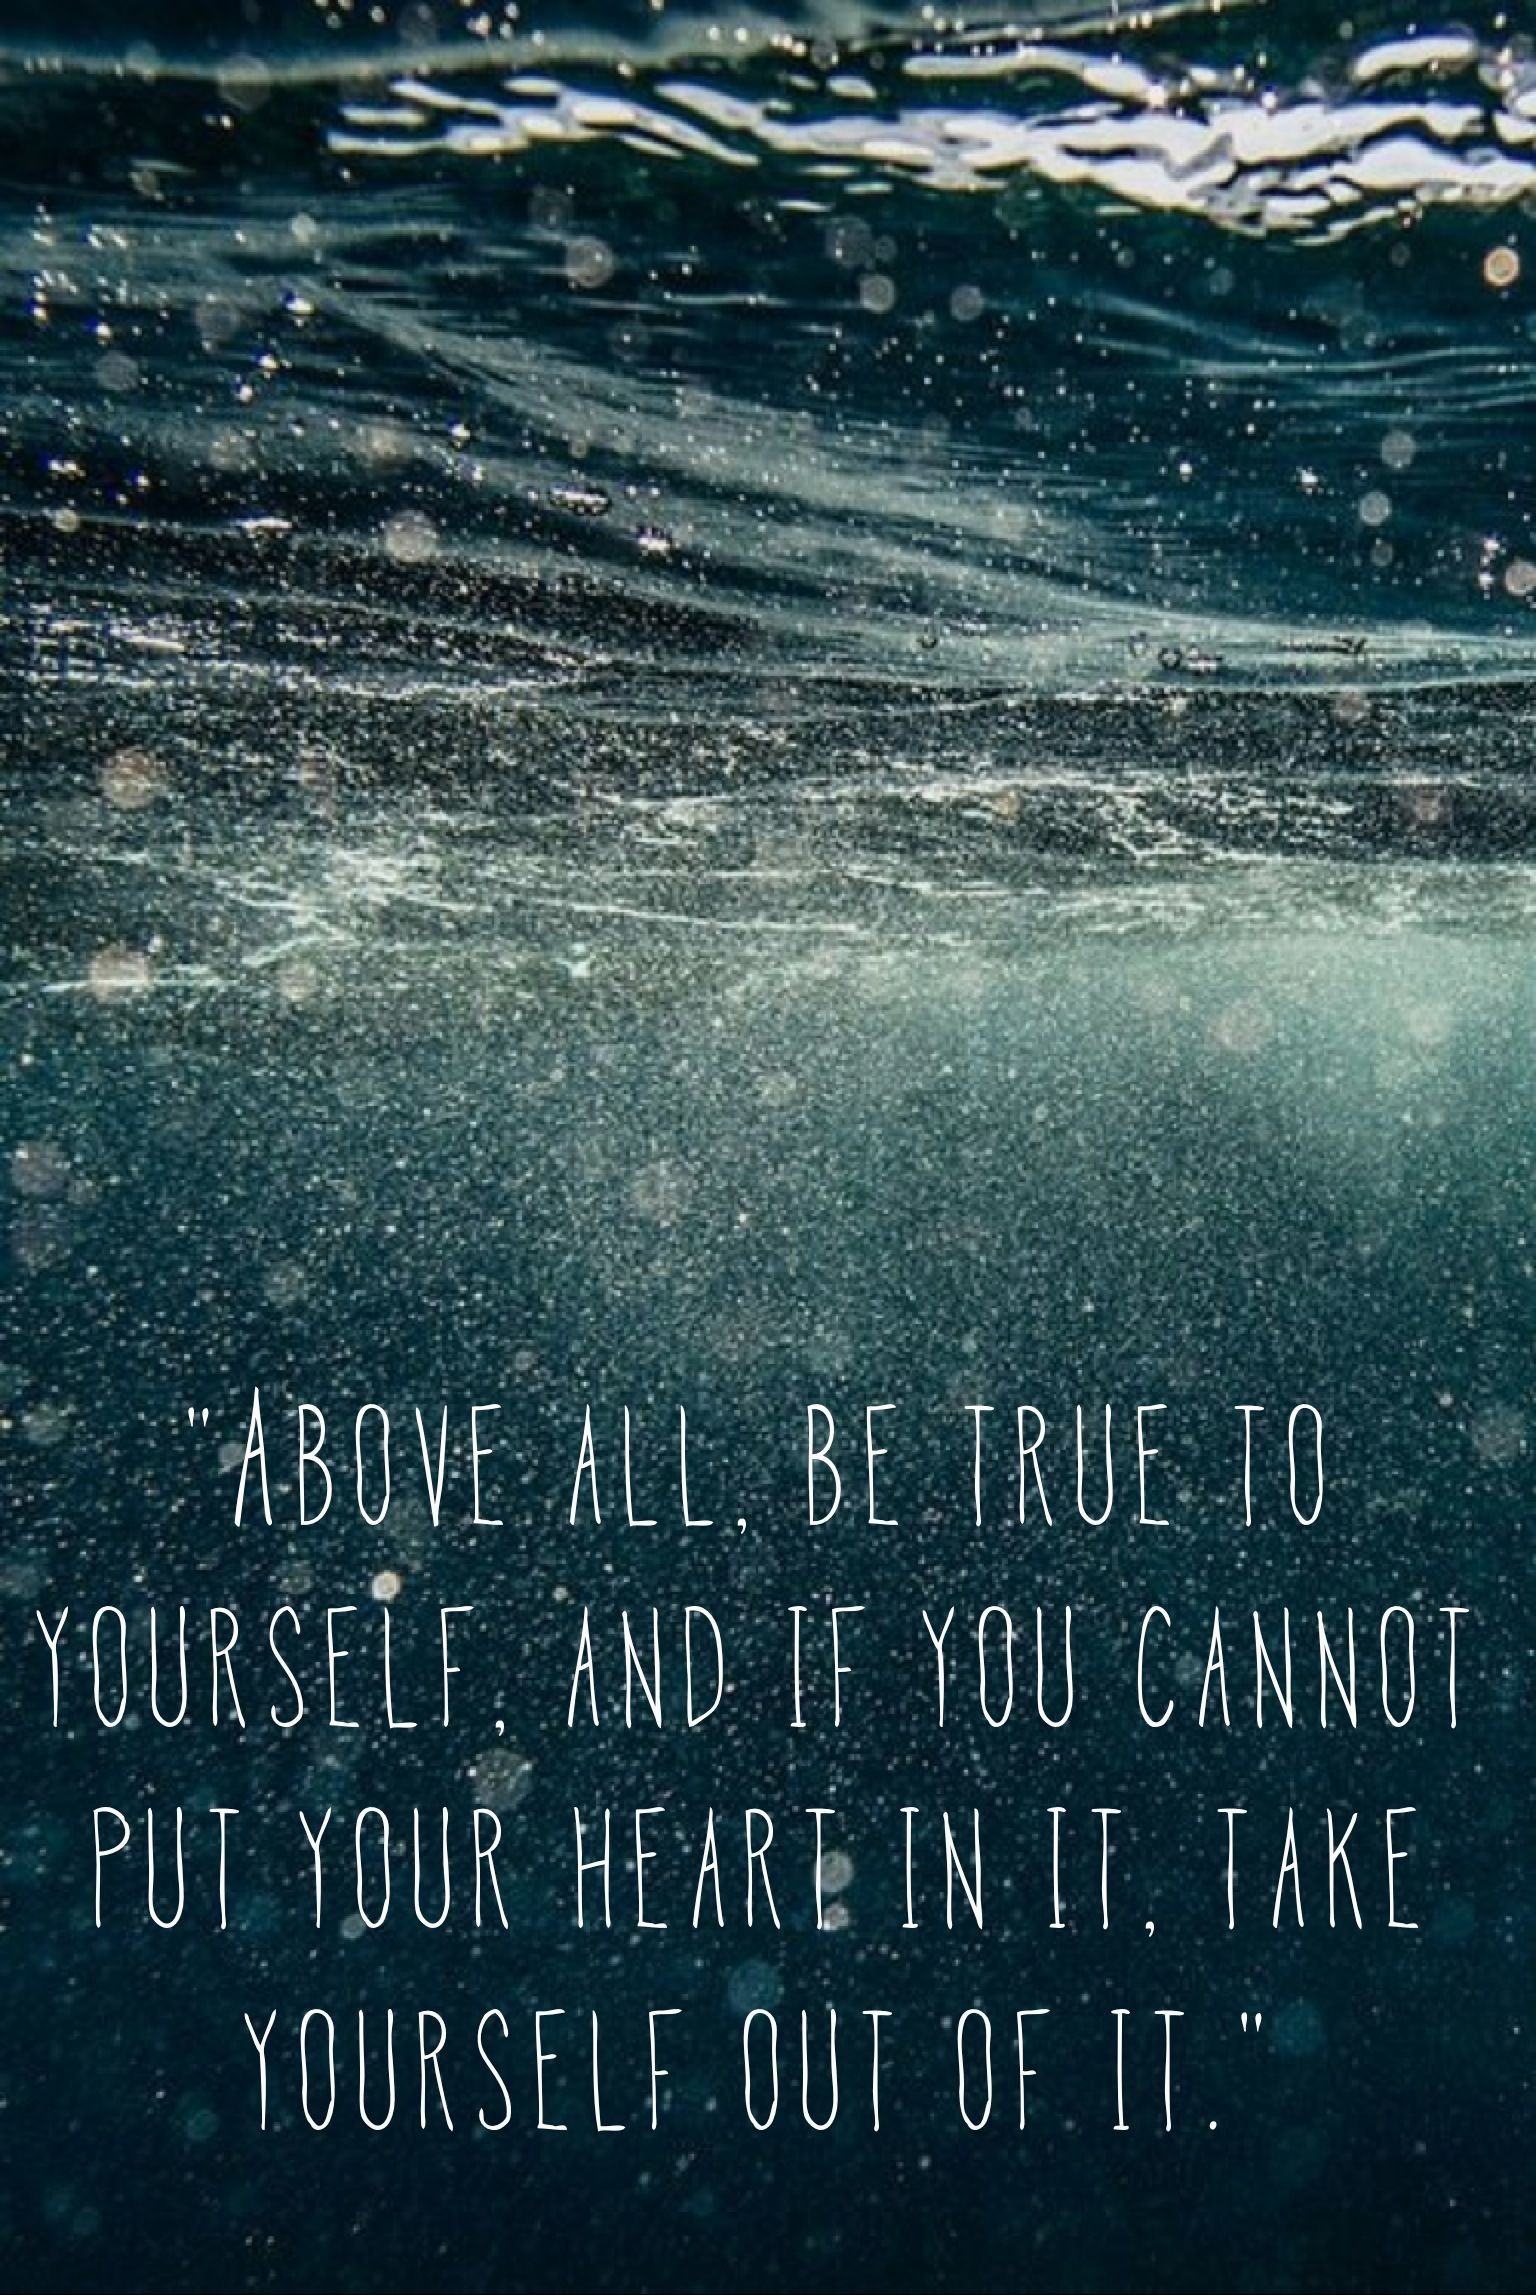 "Above all, be true to
yourself, and if you cannot
put your heart in it, take
yourself out of it."